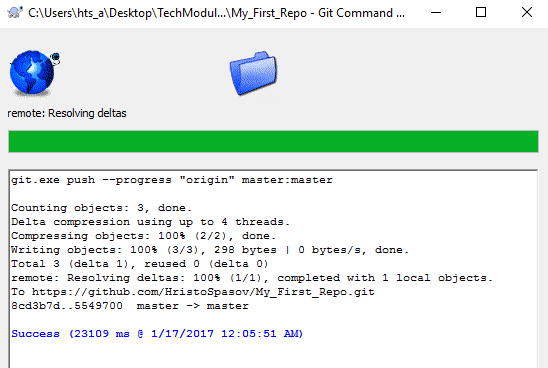 C:\Users\hts_a\Desktop\TechModul...\My_First_Repo - Git Command ...
remote: Resolving deltas
git.exe push --progress "origin" master:master
Counting objects: 3, done.
Delta compression using up to 4 threads.
Compressing objects: 100% (2/2), done.
Writing objects: 100% (3/3), 298 bytes | 0 bytes/s, done.
Total 3 (delta 1), reused 0 (delta 0)
remote: Resolving deltas: 100% (1/1), completed with 1 local objects.
To https://github.com/HristoSpasov/My_First_Repo.git
8cd3b7d..5549700  master -> master
Success (23109 ms @ 1/17/2017 12:05:51 AM)